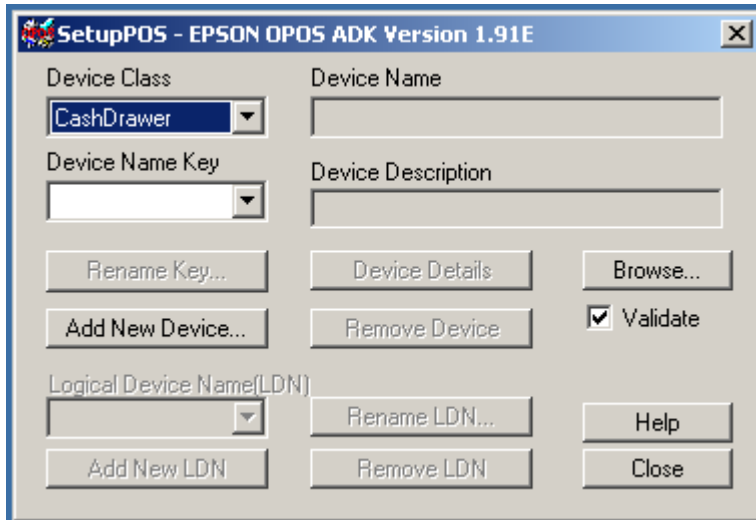 SetupPOS - EPSON OPOS ADK Version 1.91E
Device Class
Device Name
CashDrawer
Device Name Key
Device Description
Rename Key...
Device Details
Browse...
Add New Device...
Remove Device
Validate
Logical Device Name(LDN)
Rename LDN...
Help
Add New LDN
Remove LDN
Close